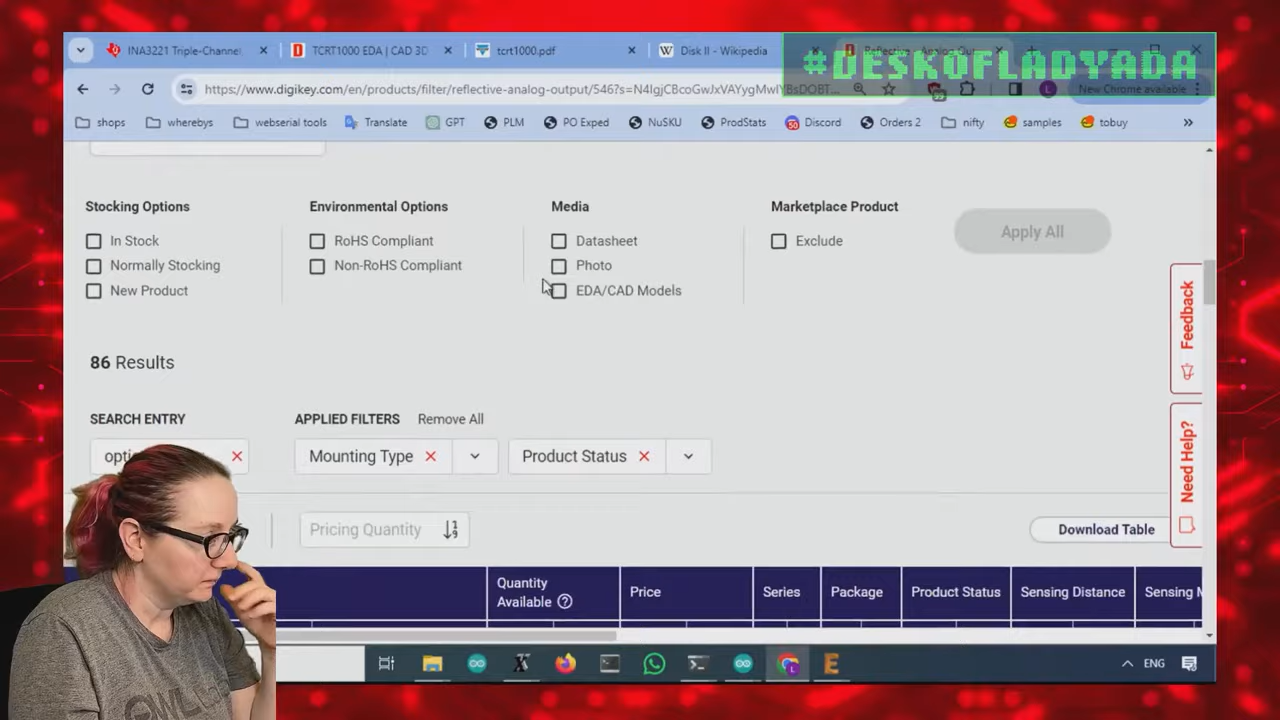 #DESKOFLADYADA
INA3221 Triple-Channel
TCRT1000 EDA | CAD 3D
tcrt1000.pdf
Disk II - Wikipedia
Reflective - Analog Out
https://www.digikey.com/en/products/filter/reflective-analog-output/546?s=N4IgjCBcoGwJxVAYygMwIYBsDOBT...
New Chrome available
shops
wherebys
webserial tools
Translate
GPT
PLM
PO Exped
NuSKU
ProdStats
Discord
Orders 2
nifty
samples
tobuy
Stocking Options
Environmental Options
Media
Marketplace Product
In Stock
RoHS Compliant
Datasheet
Exclude
Apply All
Normally Stocking
Non-RoHS Compliant
Photo
New Product
EDA/CAD Models
Feedback
86 Results
SEARCH ENTRY
APPLIED FILTERS
Remove All
Mounting Type
Product Status
Need Help?
Pricing Quantity
Download Table
Quantity
Available
Price
Series
Package
Product Status
Sensing Distance
Sensing M
ENG